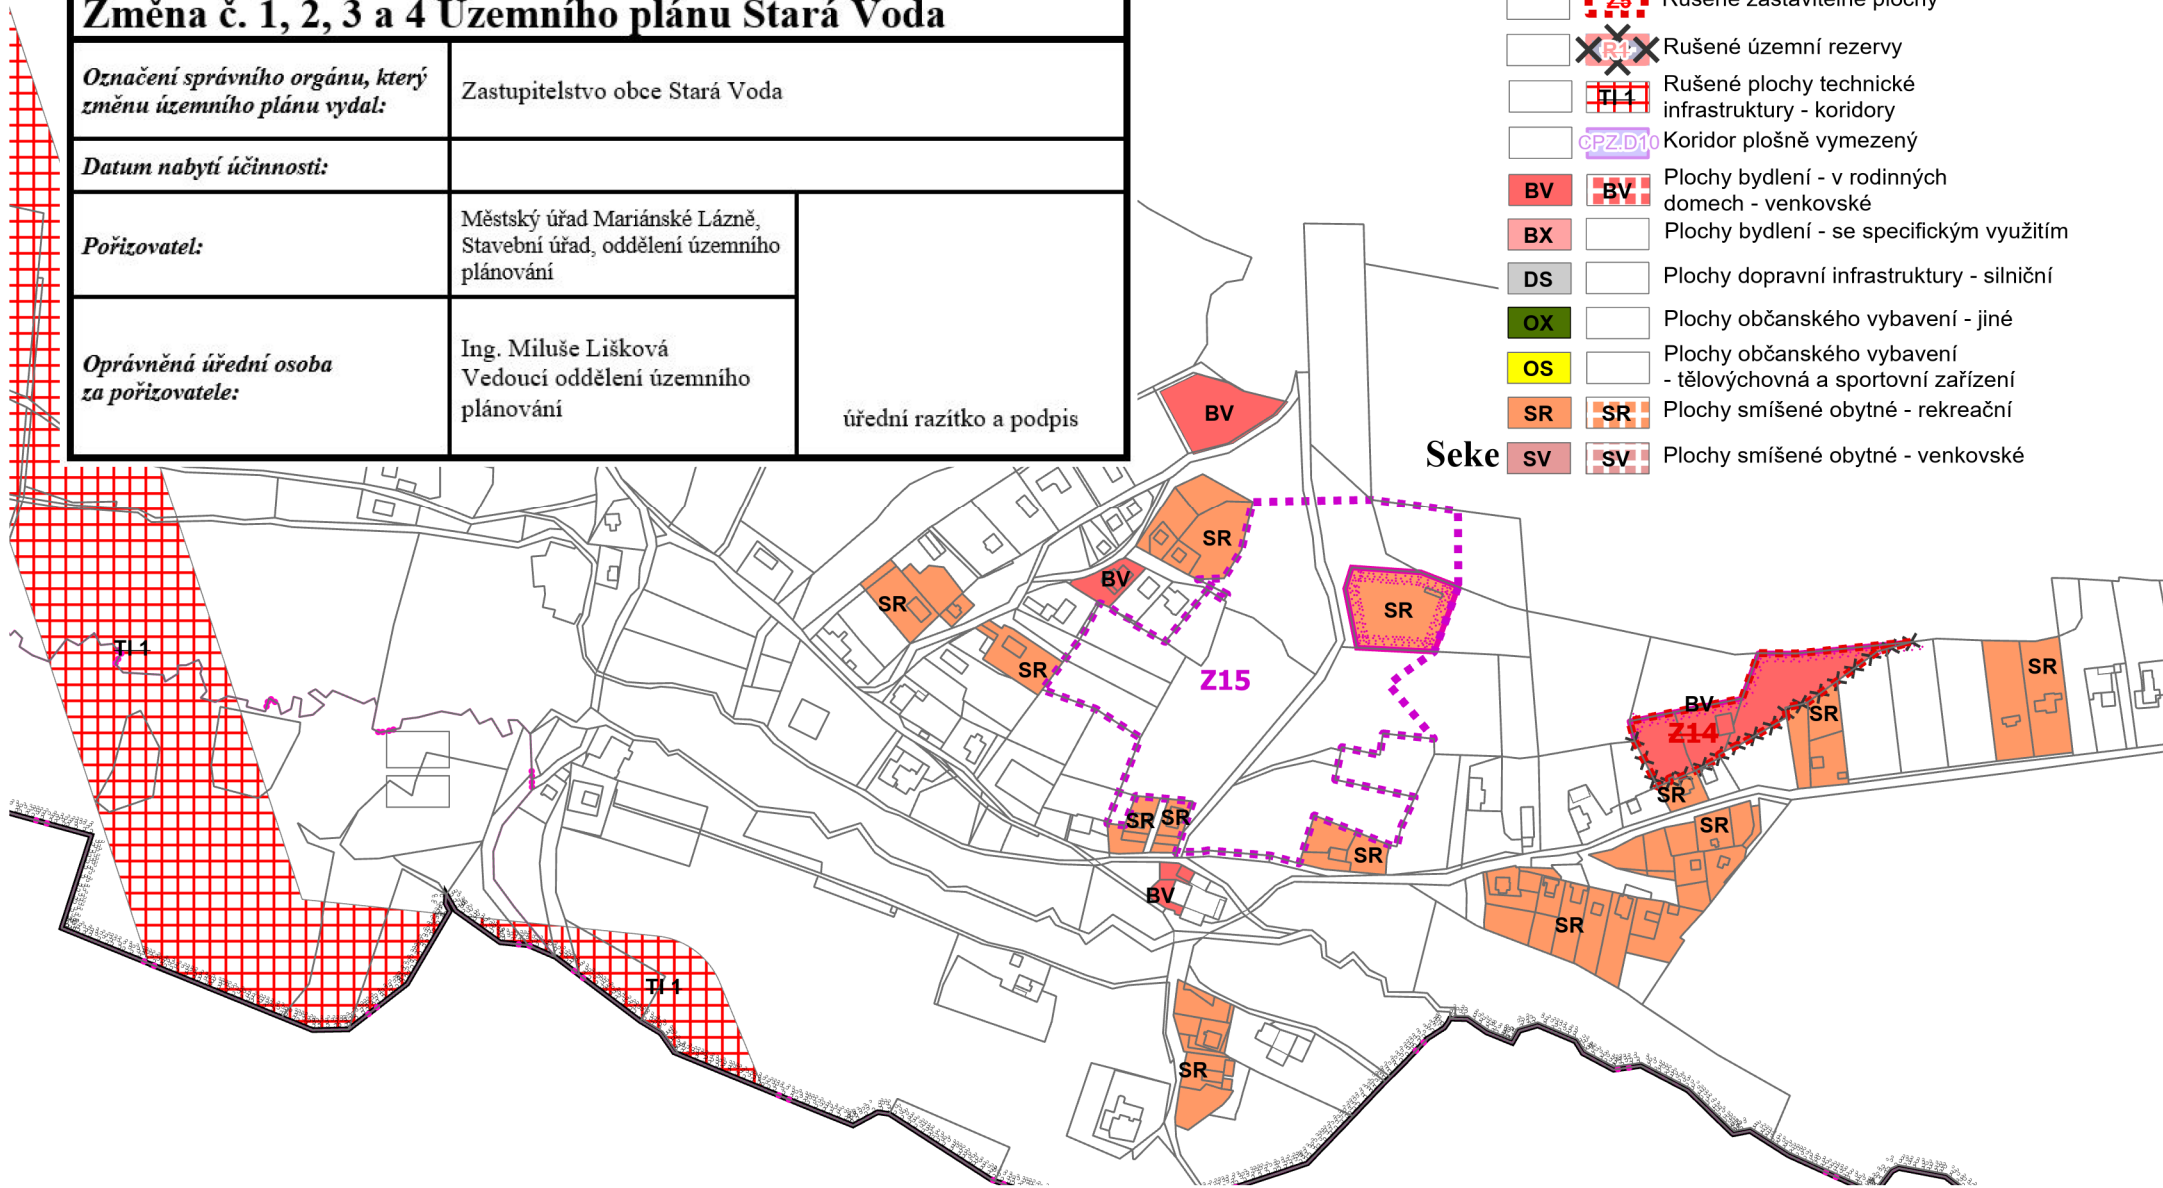 Změna č. 1, 2, 3 a 4 Územního plánu Stará Voda
Označení správního orgánu, který
změnu územního plánu vydal:
Zastupitelstvo obce Stará Voda
Datum nabytí účinnosti:
Pořizovatel:
Městský úřad Mariánské Lázně,
Stavební úřad, oddělení územního
plánování
Oprávněná úřední osoba
za pořizovatele:
Ing. Miluše Lišková
Vedoucí oddělení územního
plánování
úřední razítko a podpis
Z5 Rušené zastavitelné plochy
R1 Rušené územní rezervy
TI 1 Rušené plochy technické
infrastruktury - koridory
CPZ.D10 Koridor plošně vymezený
BV BV Plochy bydlení - v rodinných
domech - venkovské
BX Plochy bydlení - se specifickým využitím
DS Plochy dopravní infrastruktury - silniční
OX Plochy občanského vybavení - jiné
OS Plochy občanského vybavení
- tělovýchovná a sportovní zařízení
SR SR Plochy smíšené obytné - rekreační
Seke
SV SV Plochy smíšené obytné - venkovské
BV
SR
BV
SR
SR
SR
TI 1
SR
Z15
SR
BV
SR
Z14
SR
SR SR
SR
SR
SR
BV
SR
TI 1
SR